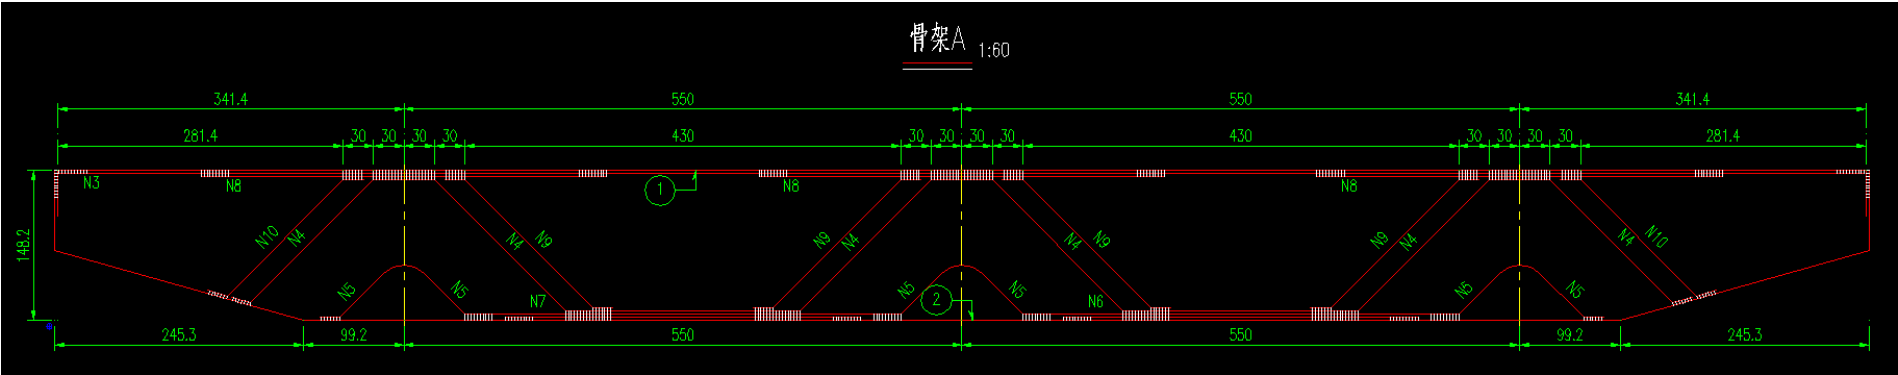 骨架A 1:60
341.4 550 550 341.4
281.4 30 30 30 30 430 30 30 30 30 430 30 30 30 30 281.4
N3 N8 1 N8 N8
148.2
N10 N4 N4 N9 N9 N4 N4 N9 N9 N4 N4 N10
N5 N5 N5 N5 N5 N5
N7 2 N6
245.3 99.2 550 550 99.2 245.3